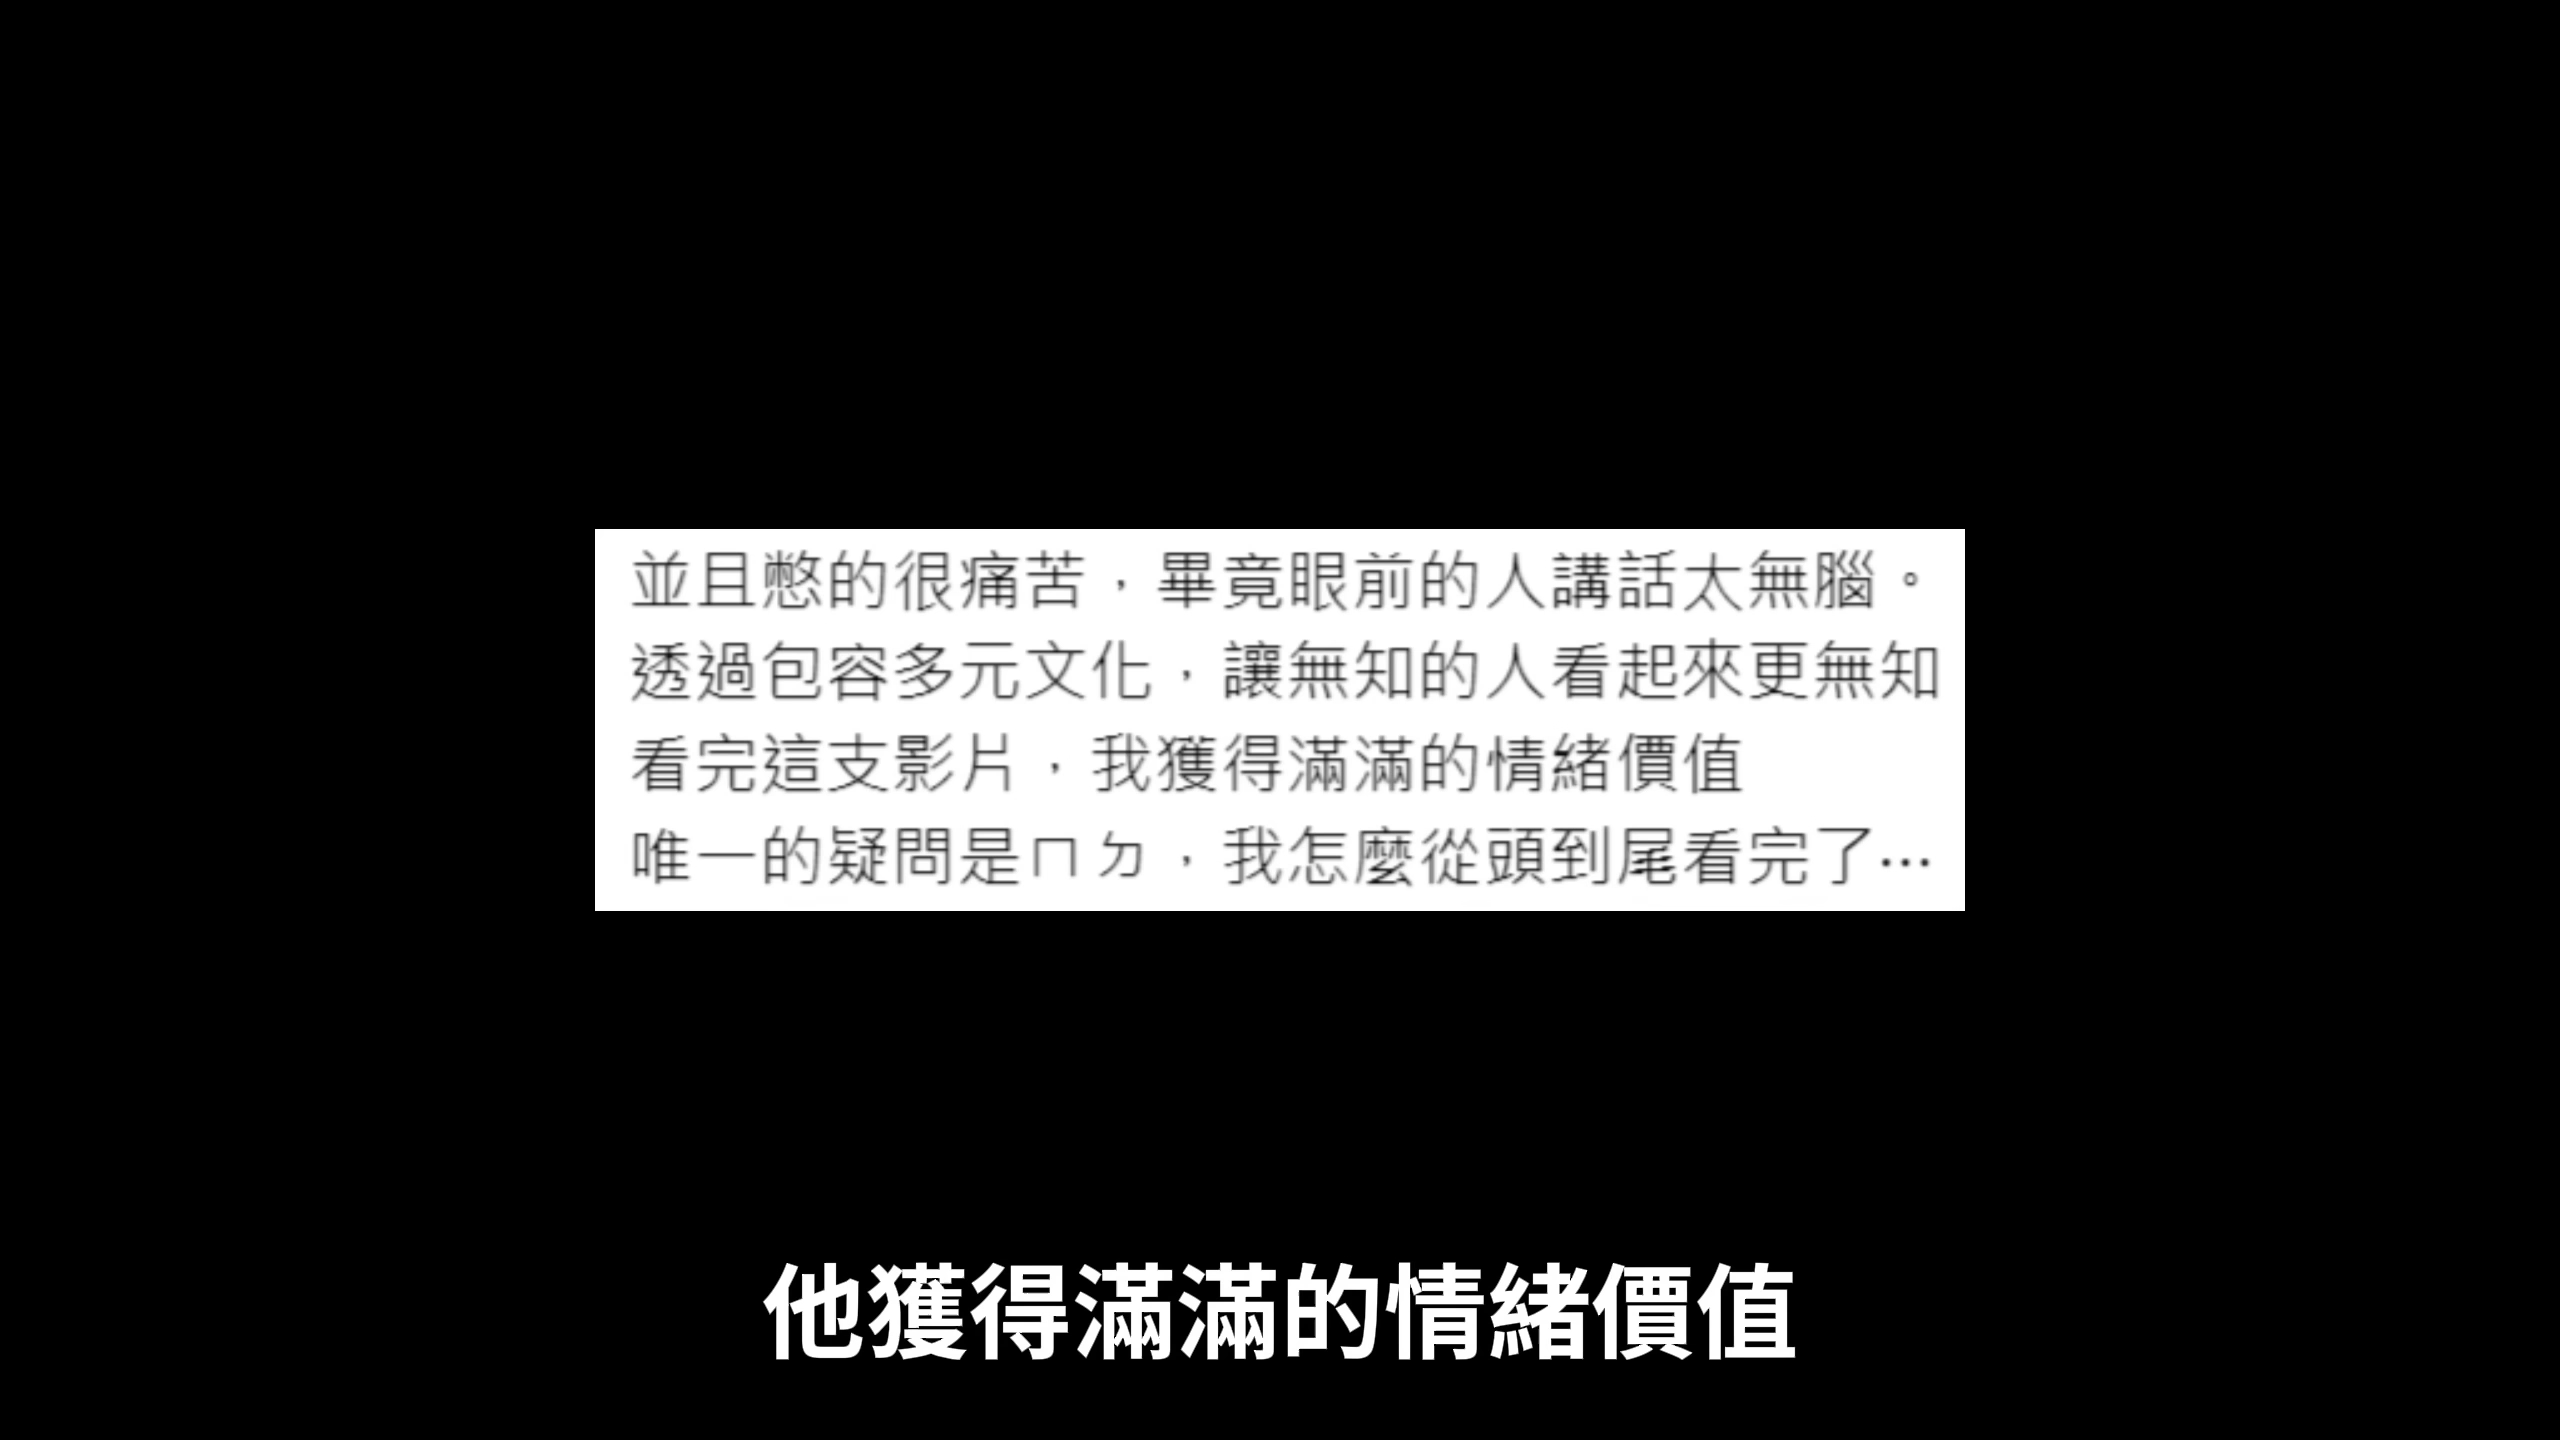 並且憋的很痛苦，畢竟眼前的人講話太無腦。
透過包容多元文化，讓無知的人看起來更無知
看完這支影片，我獲得滿滿的情緒價值
唯一的疑問是ㄇㄉ，我怎麼從頭到尾看完了...
他獲得滿滿的情緒價值